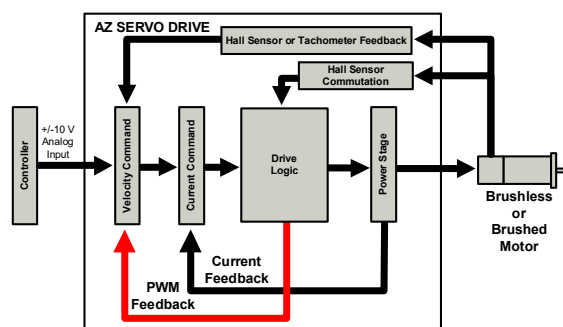 AZ SERVO DRIVE
Hall Sensor or Tachometer Feedback
Hall Sensor
Commutation
+/-10 V
Analog
Input
Controller
Velocity Command
Current Command
Drive
Logic
Power Stage
Brushless
or
Brushed
Motor
Current
Feedback
PWM
Feedback